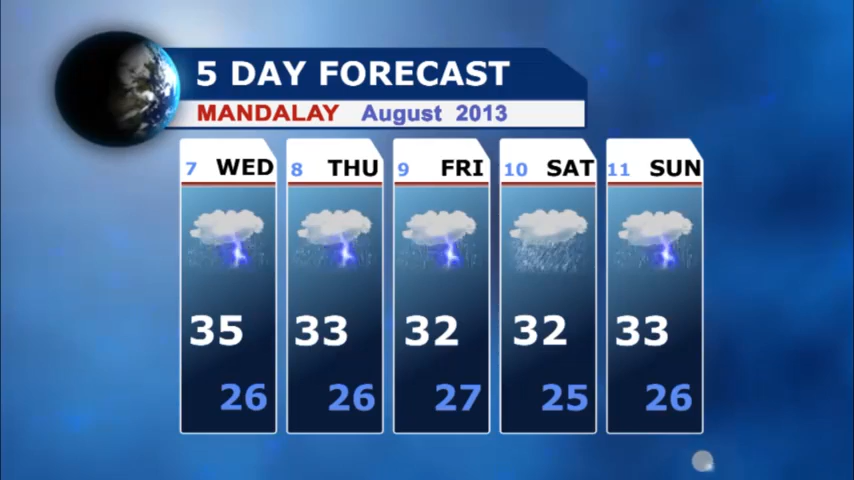 5 DAY FORECAST
MANDALAY August 2013
7 WED 8 THU 9 FRI 10 SAT 11 SUN
35 33 32 32 33
26 26 27 25 26